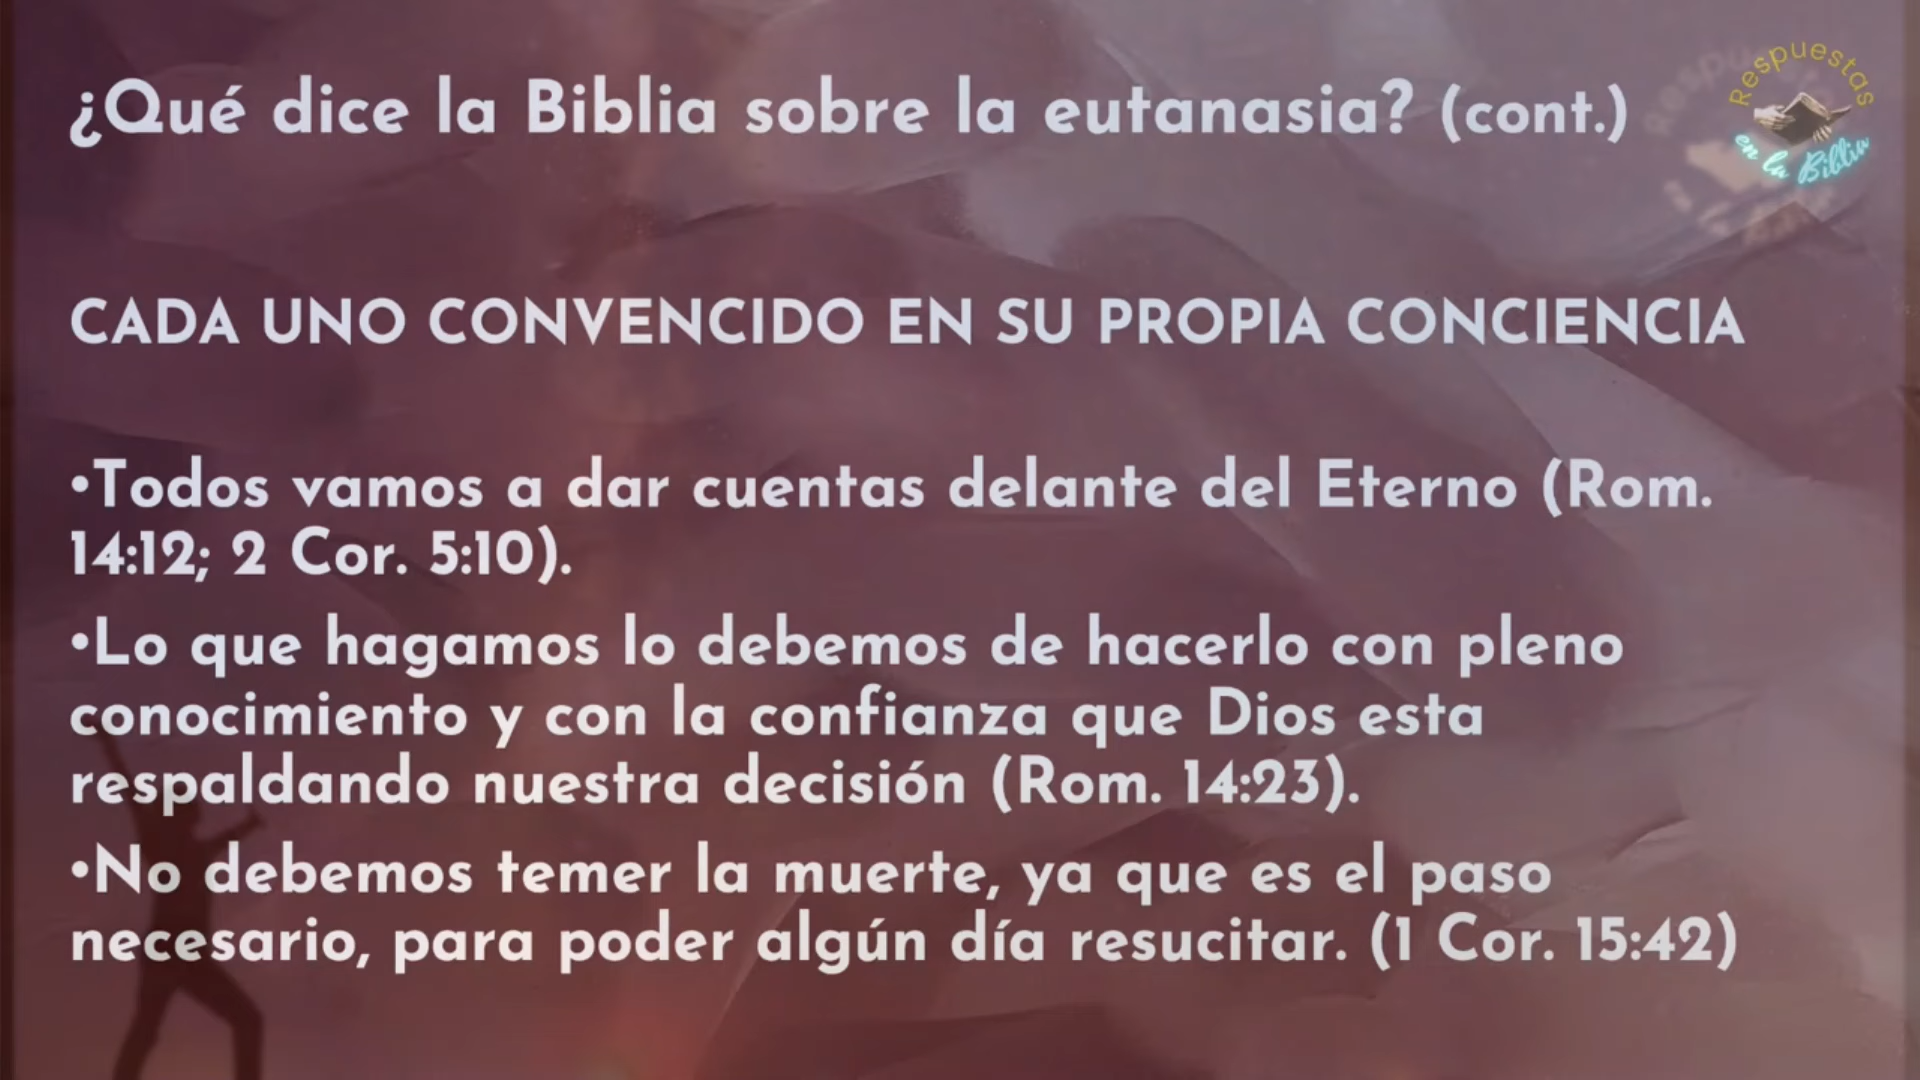 ¿Qué dice la Biblia sobre la eutanasia? (cont.)
Respuestas
en la Biblia
CADA UNO CONVENCIDO EN SU PROPIA CONCIENCIA
•Todos vamos a dar cuentas delante del Eterno (Rom.
14:12; 2 Cor. 5:10).
•Lo que hagamos lo debemos de hacerlo con pleno
conocimiento y con la confianza que Dios esta
respaldando nuestra decisión (Rom. 14:23).
•No debemos temer la muerte, ya que es el paso
necesario, para poder algún día resucitar. (1 Cor. 15:42)